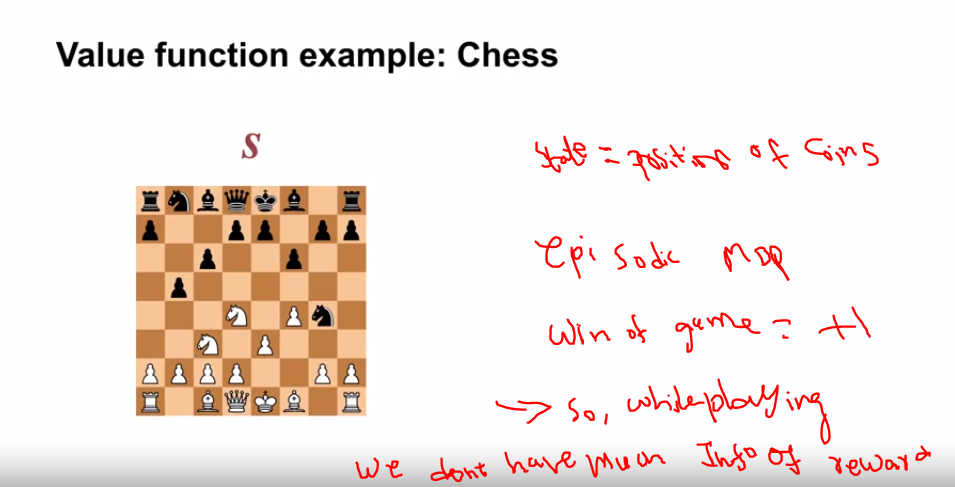 Value function example: Chess
S
State = positions of Coins
Episodic MDP
Win of game = +1
→ So, while playing
we dont have much Info of reward